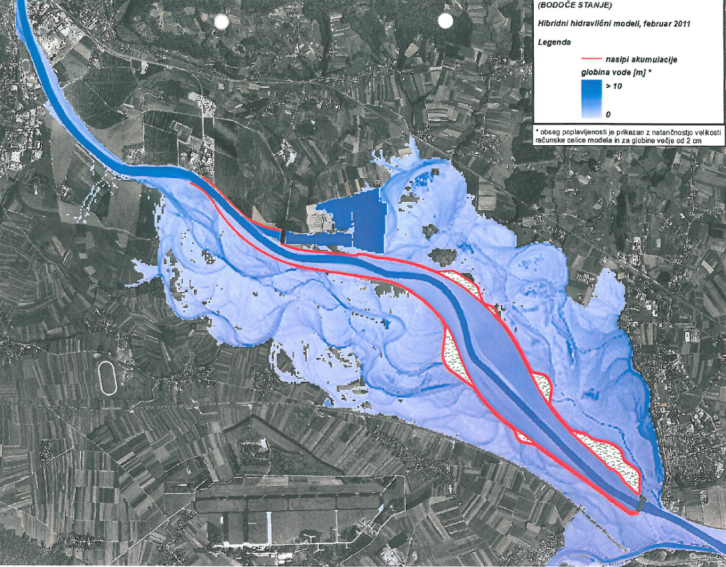 (BODOČE STANJE)
Hibridni hidravlični modeli, februar 2011
Legenda
nasipi akumulacije
globina vode [m] *
> 10
0
* obseg poplavljenosti je prikazan z natančnostjo velikosti
računske celice modela in za globine večje od 2 cm